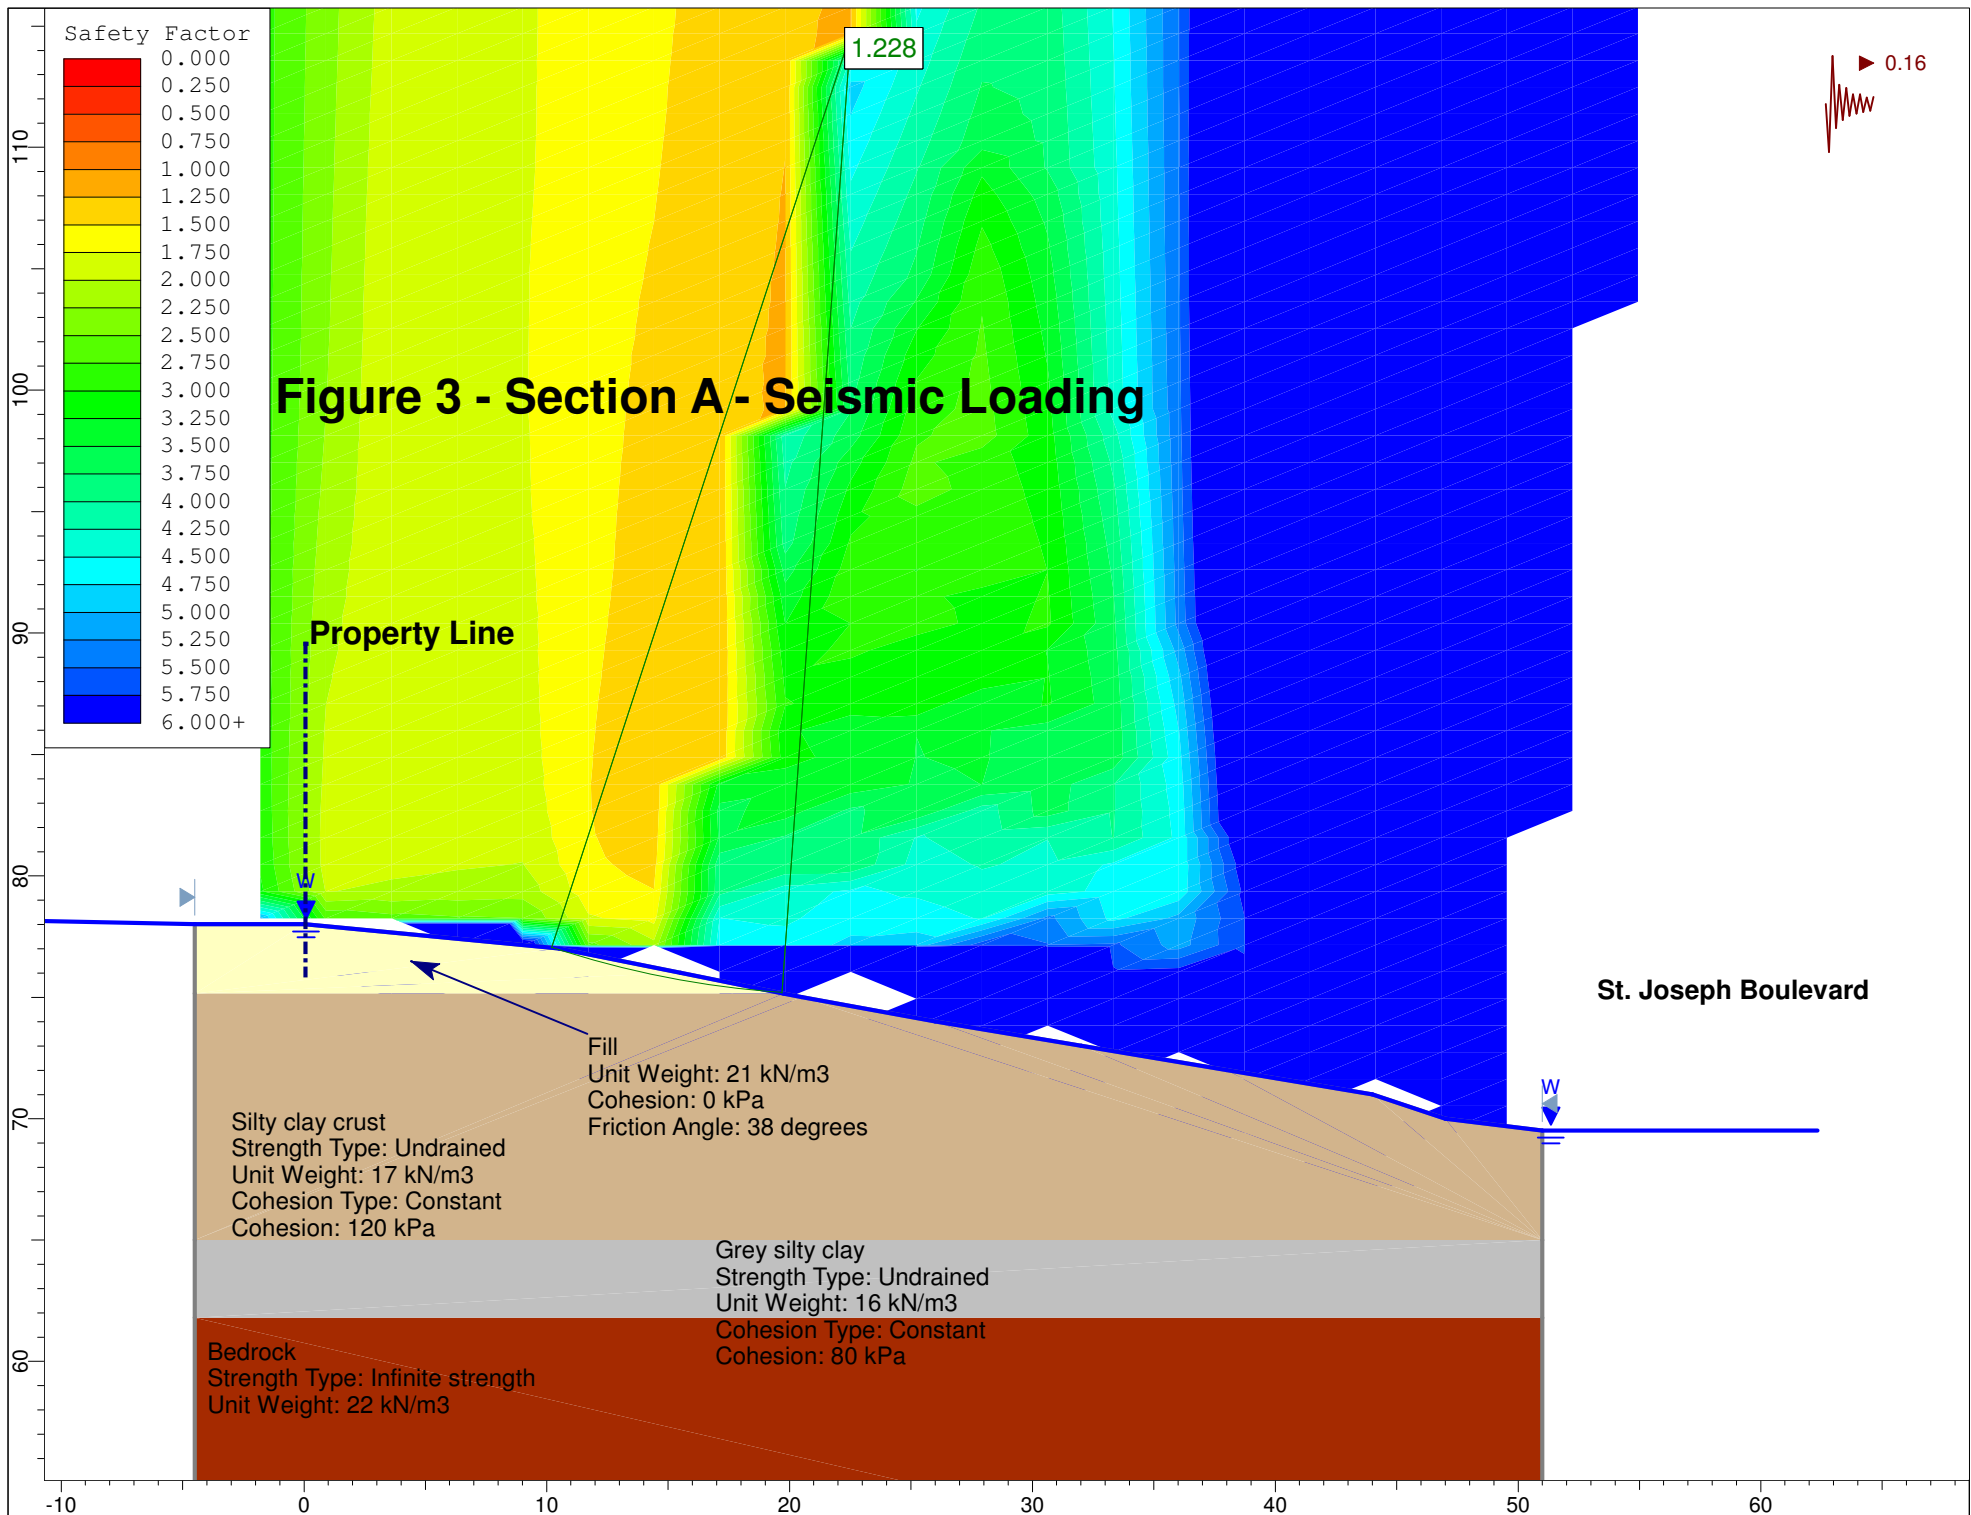 Safety Factor
0.000
0.250
0.500
0.750
1.000
1.250
1.500
1.750
2.000
2.250
2.500
2.750
3.000
3.250
3.500
3.750
4.000
4.250
4.500
4.750
5.000
5.250
5.500
5.750
6.000+
1.228
0.16
Figure 3 - Section A - Seismic Loading
Property Line
W
St. Joseph Boulevard
W
Fill
Unit Weight: 21 kN/m3
Cohesion: 0 kPa
Friction Angle: 38 degrees
Silty clay crust
Strength Type: Undrained
Unit Weight: 17 kN/m3
Cohesion Type: Constant
Cohesion: 120 kPa
Grey silty clay
Strength Type: Undrained
Unit Weight: 16 kN/m3
Cohesion Type: Constant
Cohesion: 80 kPa
Bedrock
Strength Type: Infinite strength
Unit Weight: 22 kN/m3
110
100
90
80
70
60
-10 0 10 20 30 40 50 60